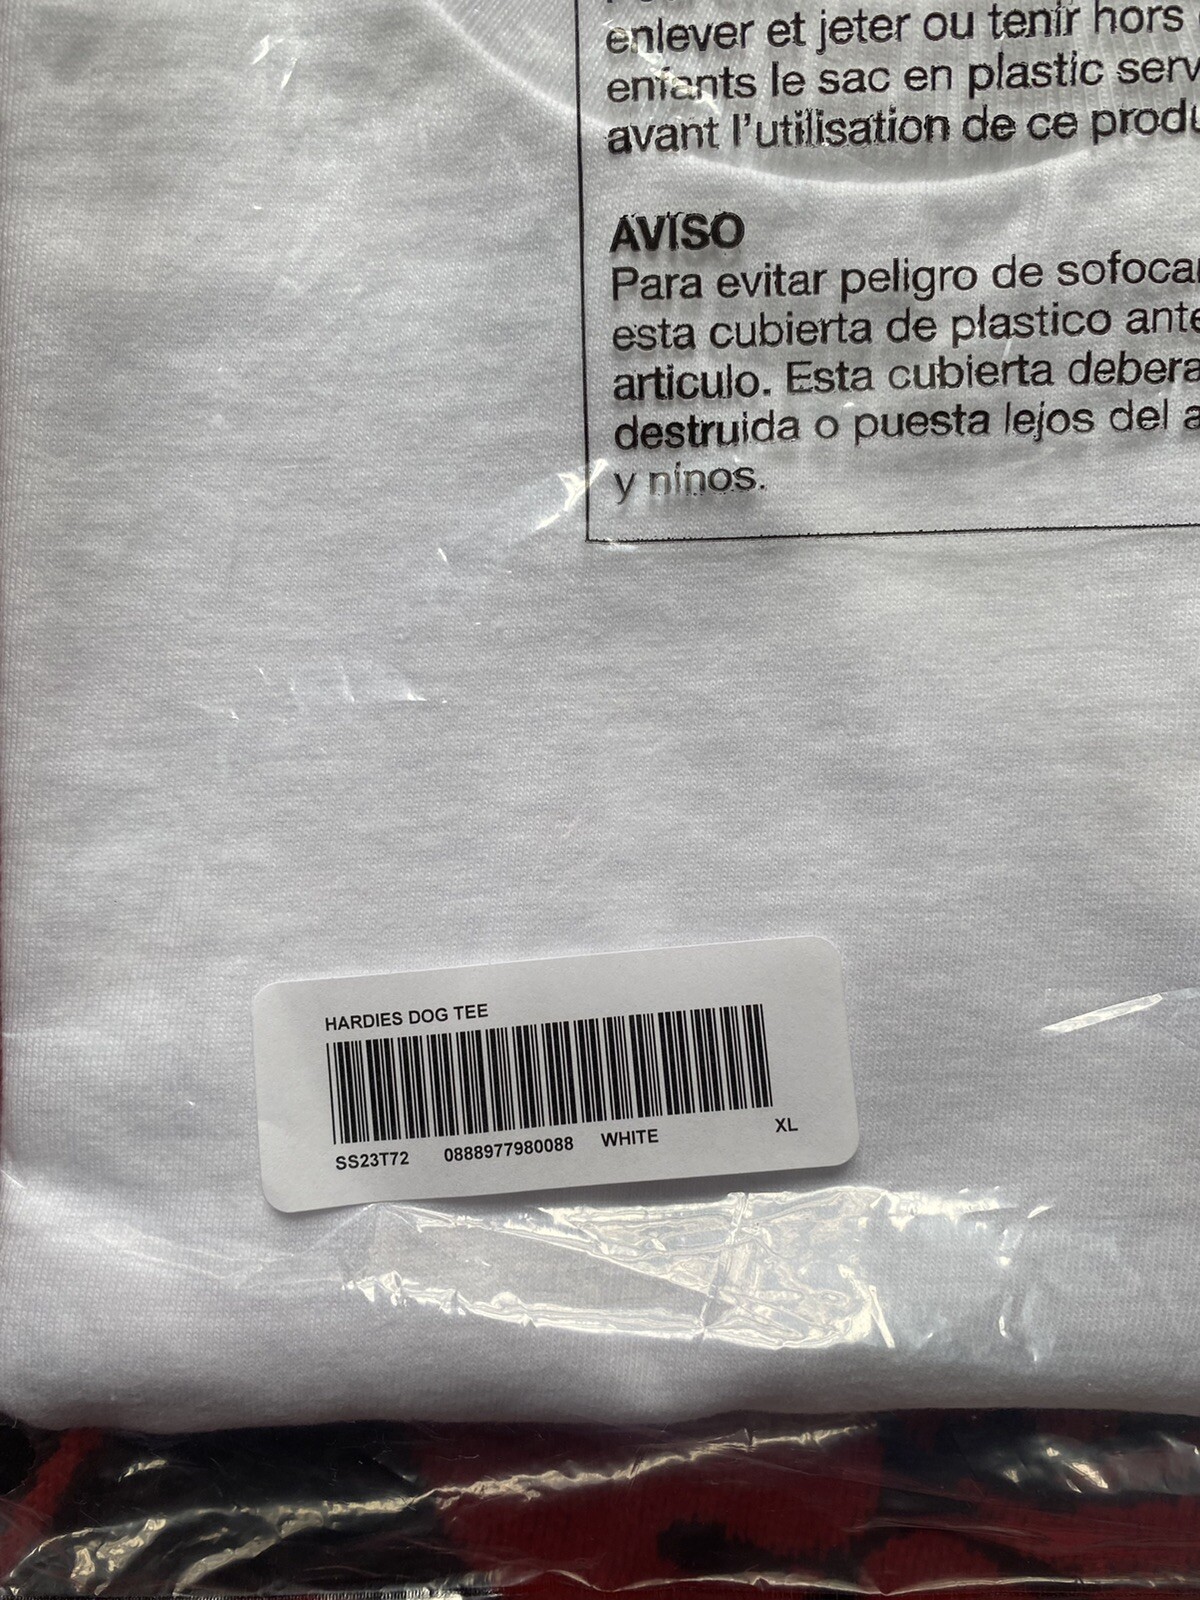 enlever et jeter ou tenir hors
enfants le sac en plastic serv
avant l'utilisation de ce produ
AVISO
Para evitar peligro de sofoca
esta cubierta de plastico ante
articulo. Esta cubierta debera
destruida o puesta lejos del a
y ninos.
HARDIES DOG TEE
SS23T72 0888977980088 WHITE XL